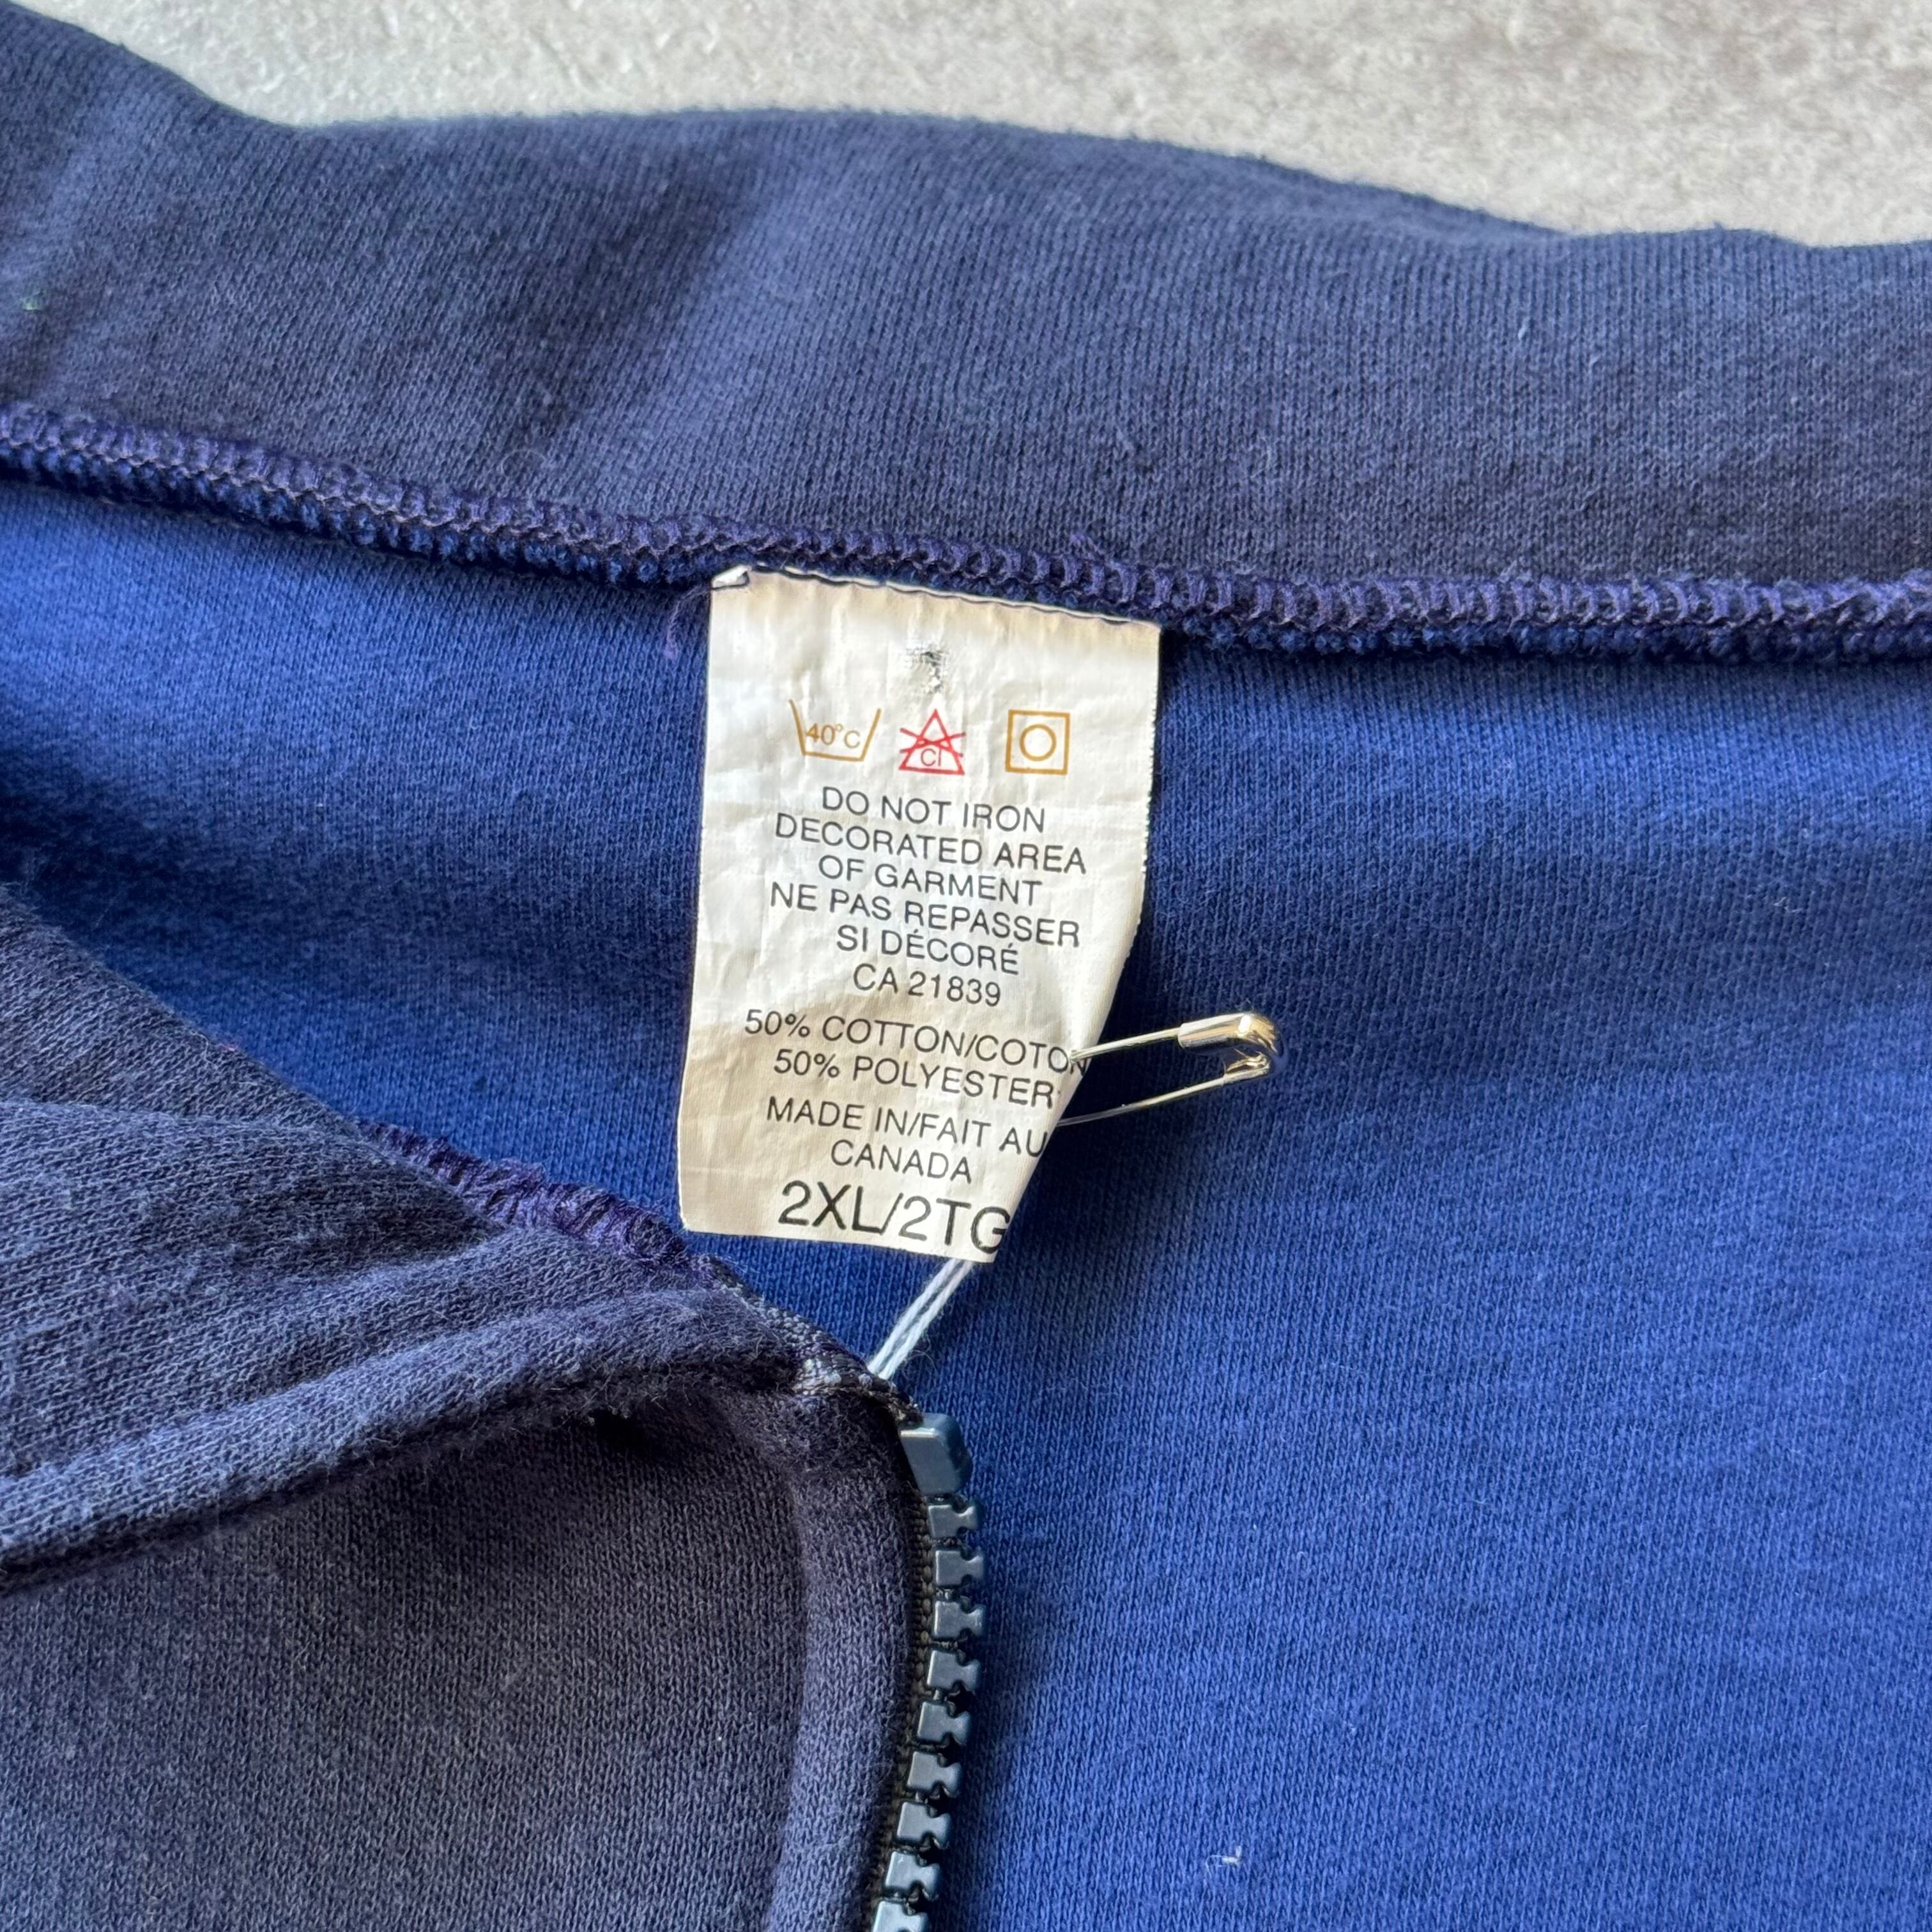 40°C
Cl
DO NOT IRON
DECORATED AREA
OF GARMENT
NE PAS REPASSER
SI DÉCORÉ
CA 21839
50% COTTON/COTON
50% POLYESTER
MADE IN/FAIT AU
CANADA
2XL/2TG